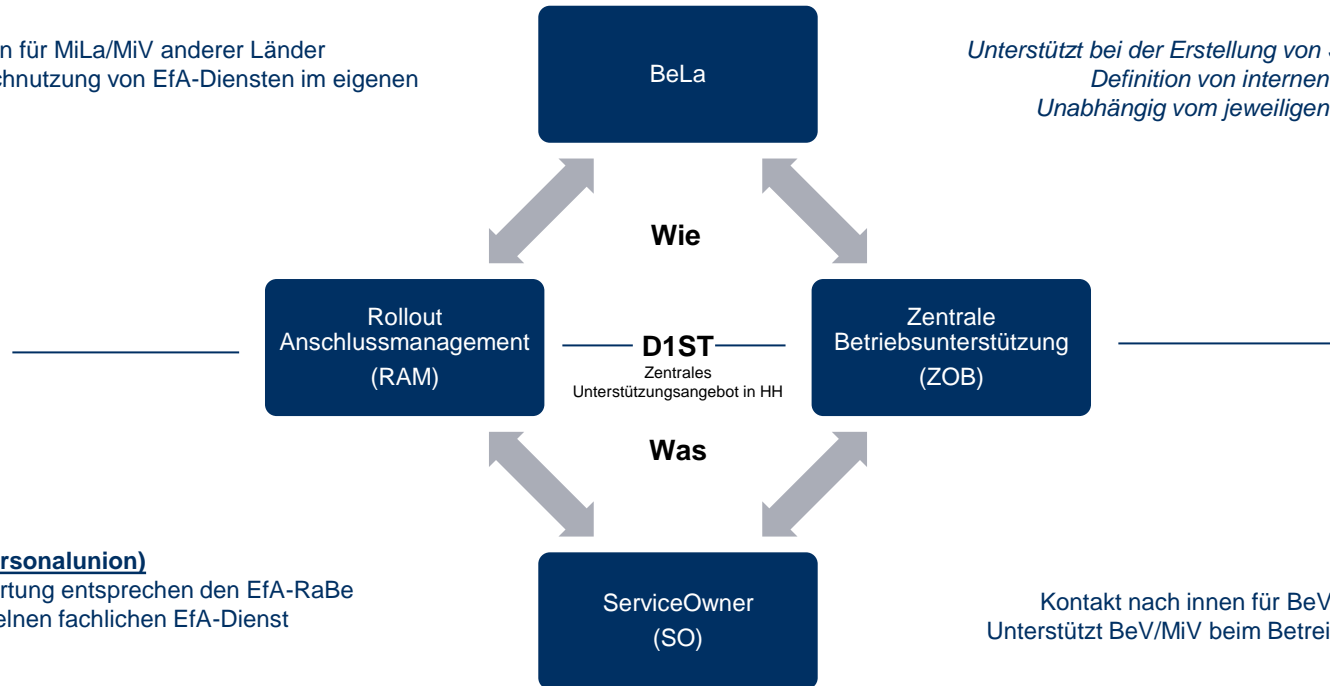 n für MiLa/MiV anderer Länder
chnutzung von EfA-Diensten im eigenen
BeLa
Unterstützt bei der Erstellung von
Definition von internen
Unabhängig vom jeweiligen
Wie
Rollout
Anschlussmanagement
(RAM)
D1ST
Zentrales
Unterstützungsangebot in HH
Zentrale
Betriebsunterstützung
(ZOB)
Was
rsonalunion)
rtung entsprechen den EfA-RaBe
elnen fachlichen EfA-Dienst
ServiceOwner
(SO)
Kontakt nach innen für BeV
Unterstützt BeV/MiV beim Betrei